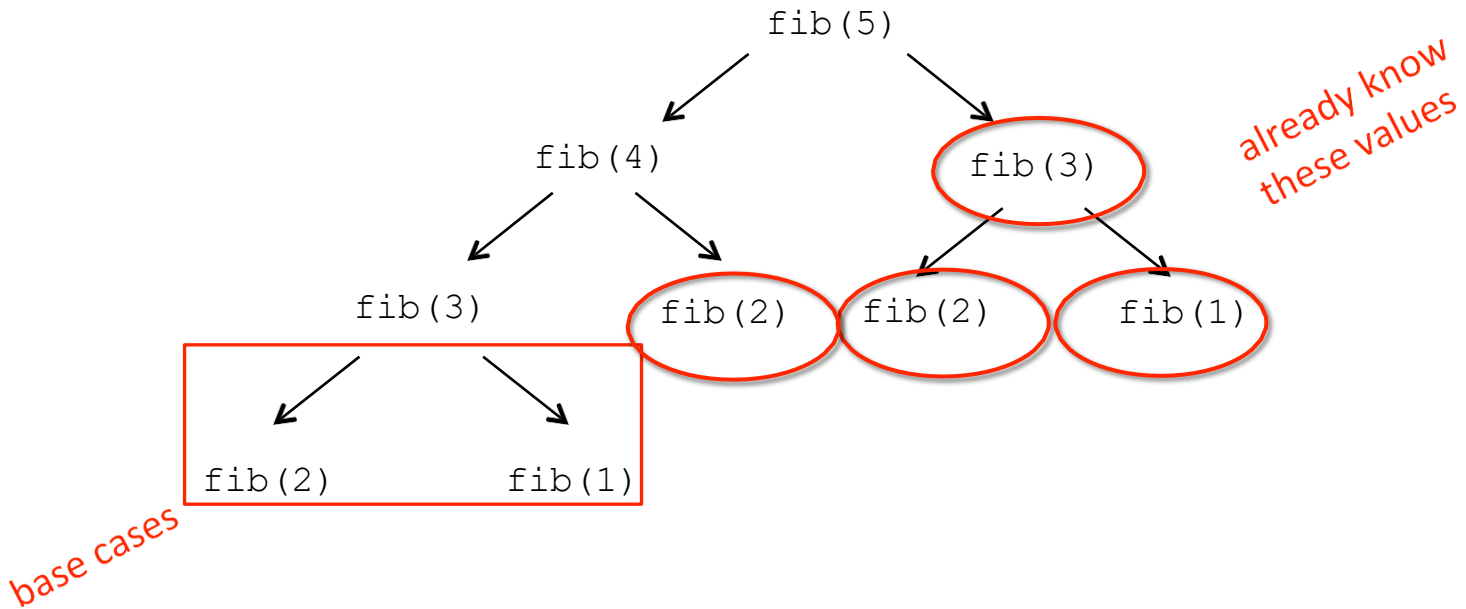 fib(5)
already know
these values
fib(4)
fib(3)
fib(3)
fib(2)
fib(2)
fib(1)
fib(2)
fib(1)
base cases